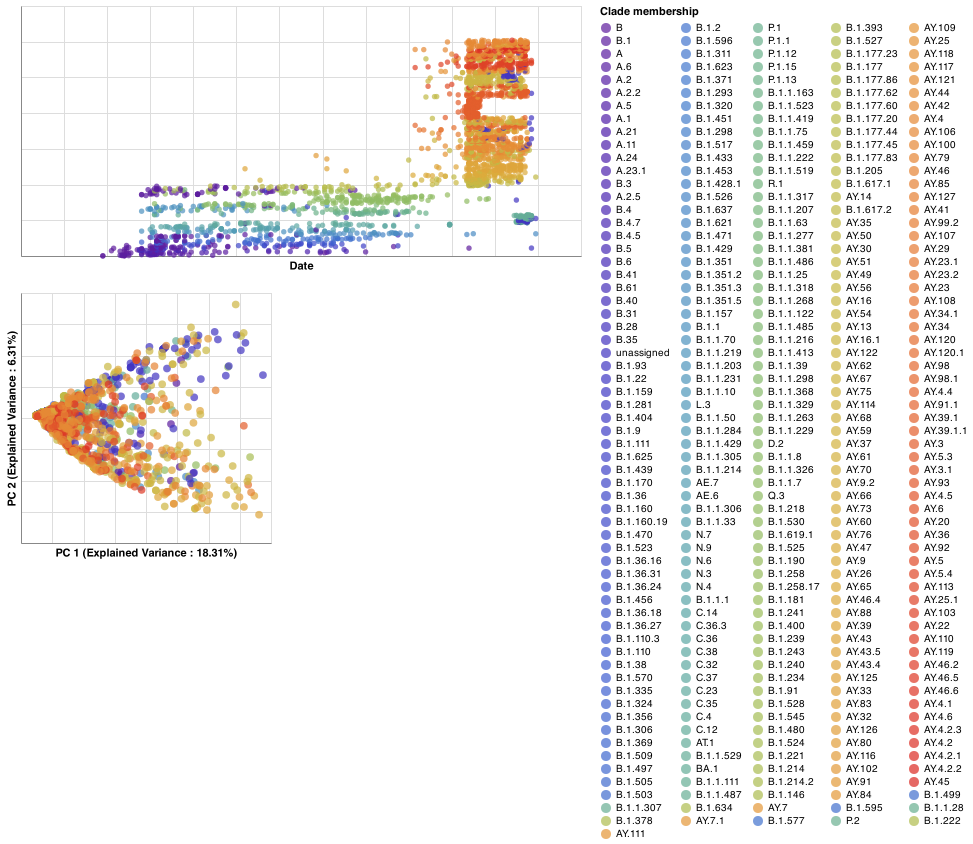 Date
PC 2 (Explained Variance : 6.31%)
PC 1 (Explained Variance : 18.31%)
Clade membership
B
B.1
A
A.6
A.2
A.2.2
A.5
A.1
A.21
A.11
A.24
A.23.1
B.3
A.2.5
B.4
B.4.7
B.4.5
B.5
B.6
B.41
B.61
B.40
B.31
B.28
B.35
unassigned
B.1.93
B.1.22
B.1.159
B.1.281
B.1.404
B.1.9
B.1.111
B.1.625
B.1.439
B.1.170
B.1.36
B.1.160
B.1.160.19
B.1.470
B.1.523
B.1.36.16
B.1.36.31
B.1.36.24
B.1.456
B.1.36.18
B.1.36.27
B.1.110.3
B.1.110
B.1.38
B.1.570
B.1.335
B.1.324
B.1.356
B.1.306
B.1.369
B.1.509
B.1.497
B.1.505
B.1.503
B.1.1.307
B.1.378
AY.111
B.1.2
B.1.596
B.1.311
B.1.623
B.1.371
B.1.293
B.1.320
B.1.451
B.1.298
B.1.517
B.1.433
B.1.453
B.1.428.1
B.1.526
B.1.637
B.1.621
B.1.471
B.1.429
B.1.351
B.1.351.2
B.1.351.3
B.1.351.5
B.1.157
B.1.1
B.1.1.70
B.1.1.219
B.1.1.203
B.1.1.231
B.1.1.10
L.3
B.1.1.50
B.1.1.284
B.1.1.429
B.1.1.305
B.1.1.214
AE.7
AE.6
B.1.1.306
B.1.1.33
N.7
N.9
N.6
N.3
N.4
B.1.1.1
C.14
C.36.3
C.36
C.38
C.32
C.37
C.23
C.35
C.4
C.12
AT.1
B.1.1.529
BA.1
B.1.1.111
B.1.1.487
B.1.634
AY.7.1
P.1
P.1.1
P.1.12
P.1.15
P.1.13
B.1.1.163
B.1.1.523
B.1.1.419
B.1.1.75
B.1.1.459
B.1.1.222
B.1.1.519
R.1
B.1.1.317
B.1.1.207
B.1.1.63
B.1.1.277
B.1.1.381
B.1.1.486
B.1.1.25
B.1.1.318
B.1.1.268
B.1.1.122
B.1.1.485
B.1.1.216
B.1.1.413
B.1.1.39
B.1.1.298
B.1.1.368
B.1.1.329
B.1.1.263
B.1.1.229
D.2
B.1.1.8
B.1.1.326
B.1.1.7
Q.3
B.1.218
B.1.530
B.1.619.1
B.1.525
B.1.190
B.1.258
B.1.258.17
B.1.181
B.1.241
B.1.400
B.1.239
B.1.243
B.1.240
B.1.234
B.1.91
B.1.528
B.1.545
B.1.480
B.1.524
B.1.221
B.1.214
B.1.214.2
B.1.146
AY.7
B.1.577
B.1.393
B.1.527
B.1.177.23
B.1.177
B.1.177.86
B.1.177.62
B.1.177.60
B.1.177.20
B.1.177.44
B.1.177.45
B.1.177.83
B.1.205
B.1.617.1
AY.14
B.1.617.2
AY.35
AY.50
AY.30
AY.51
AY.49
AY.56
AY.16
AY.54
AY.13
AY.16.1
AY.122
AY.62
AY.67
AY.75
AY.114
AY.68
AY.59
AY.37
AY.61
AY.70
AY.9.2
AY.66
AY.73
AY.60
AY.76
AY.47
AY.9
AY.26
AY.65
AY.46.4
AY.88
AY.39
AY.43
AY.43.5
AY.43.4
AY.125
AY.33
AY.83
AY.32
AY.126
AY.80
AY.116
AY.102
AY.91
AY.84
B.1.595
P.2
AY.109
AY.25
AY.118
AY.117
AY.121
AY.44
AY.42
AY.4
AY.106
AY.100
AY.79
AY.46
AY.85
AY.127
AY.41
AY.99.2
AY.107
AY.29
AY.23.1
AY.23.2
AY.23
AY.108
AY.34.1
AY.34
AY.120
AY.120.1
AY.98
AY.98.1
AY.4.4
AY.91.1
AY.39.1
AY.39.1.1
AY.3
AY.5.3
AY.3.1
AY.93
AY.4.5
AY.6
AY.20
AY.36
AY.92
AY.5
AY.5.4
AY.113
AY.25.1
AY.103
AY.22
AY.110
AY.119
AY.46.2
AY.46.5
AY.46.6
AY.4.1
AY.4.6
AY.4.2.3
AY.4.2
AY.4.2.1
AY.4.2.2
AY.45
B.1.499
B.1.1.28
B.1.222